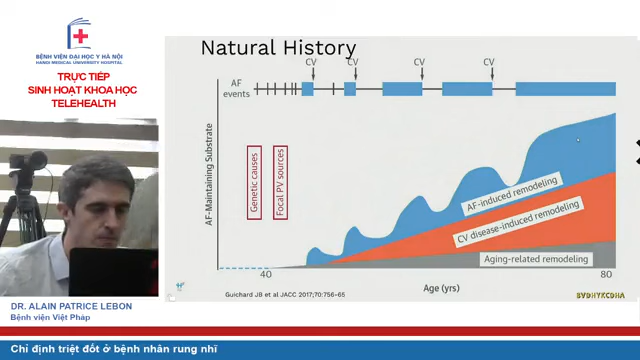 BỆNH VIỆN ĐẠI HỌC Y HÀ NỘI
HANOI MEDICAL UNIVERSITY HOSPITAL
TRỰC TIẾP
SINH HOẠT KHOA HỌC
TELEHEALTH
DR. ALAIN PATRICE LEBON
Bệnh viện Việt Pháp
Natural History
CV CV CV CV
AF events
AF-Maintaining Substrate
Genetic causes
Focal PV sources
AF-induced remodeling
CV disease-induced remodeling
Aging-related remodeling
40 80
Age (yrs)
Guichard JB et al JACC 2017;70:756–65
Chỉ định triệt đốt ở bệnh nhân rung nhĩ